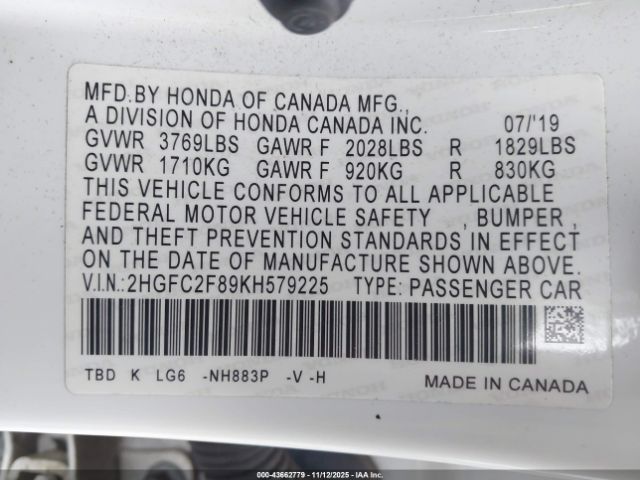 MFD.BY HONDA OF CANADA MFG.,
A DIVISION OF HONDA CANADA INC. 07/'19
GVWR 3769LBS GAWR F 2028LBS R 1829LBS
GVWR 1710KG GAWR F 920KG R 830KG
THIS VEHICLE CONFORMS TO ALL APPLICABLE
FEDERAL MOTOR VEHICLE SAFETY , BUMPER ,
AND THEFT PREVENTION STANDARDS IN EFFECT
ON THE DATE OF MANUFACTURE SHOWN ABOVE.
V.I.N.:2HGFC2F89KH579225 TYPE: PASSENGER CAR
TBD K LG6 -NH883P -V -H
MADE IN CANADA
000-43662779 - 11/12/2025 - IAA Inc.